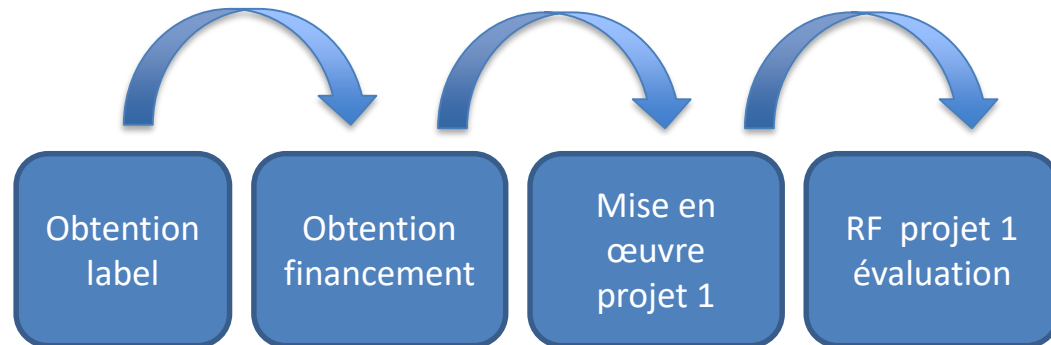 Obtention
label
Obtention
financement
Mise en
œuvre
projet 1
RF projet 1
évaluation